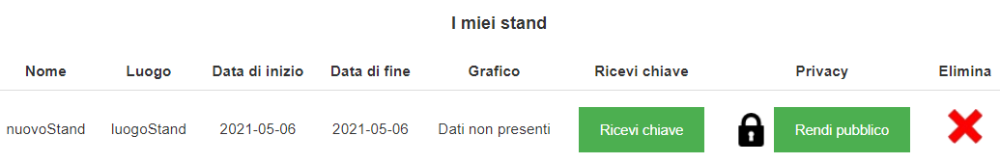 I miei stand
Nome Luogo Data di inizio Data di fine Grafico Ricevi chiave Privacy Elimina
nuovoStand luogoStand 2021-05-06 2021-05-06 Dati non presenti Ricevi chiave Rendi pubblico